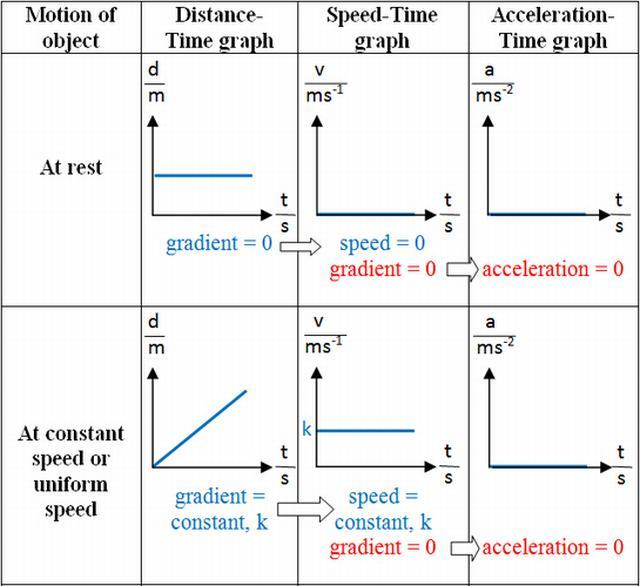 Motion of object
Distance-Time graph
Speed-Time graph
Acceleration-Time graph
At rest
d
m
t
s
gradient = 0
v
ms-1
t
s
speed = 0
gradient = 0
a
ms-2
t
s
acceleration = 0
At constant
speed or
uniform
speed
d
m
t
s
gradient =
constant, k
v
ms-1
k
t
s
speed =
constant, k
gradient = 0
a
ms-2
t
s
acceleration = 0